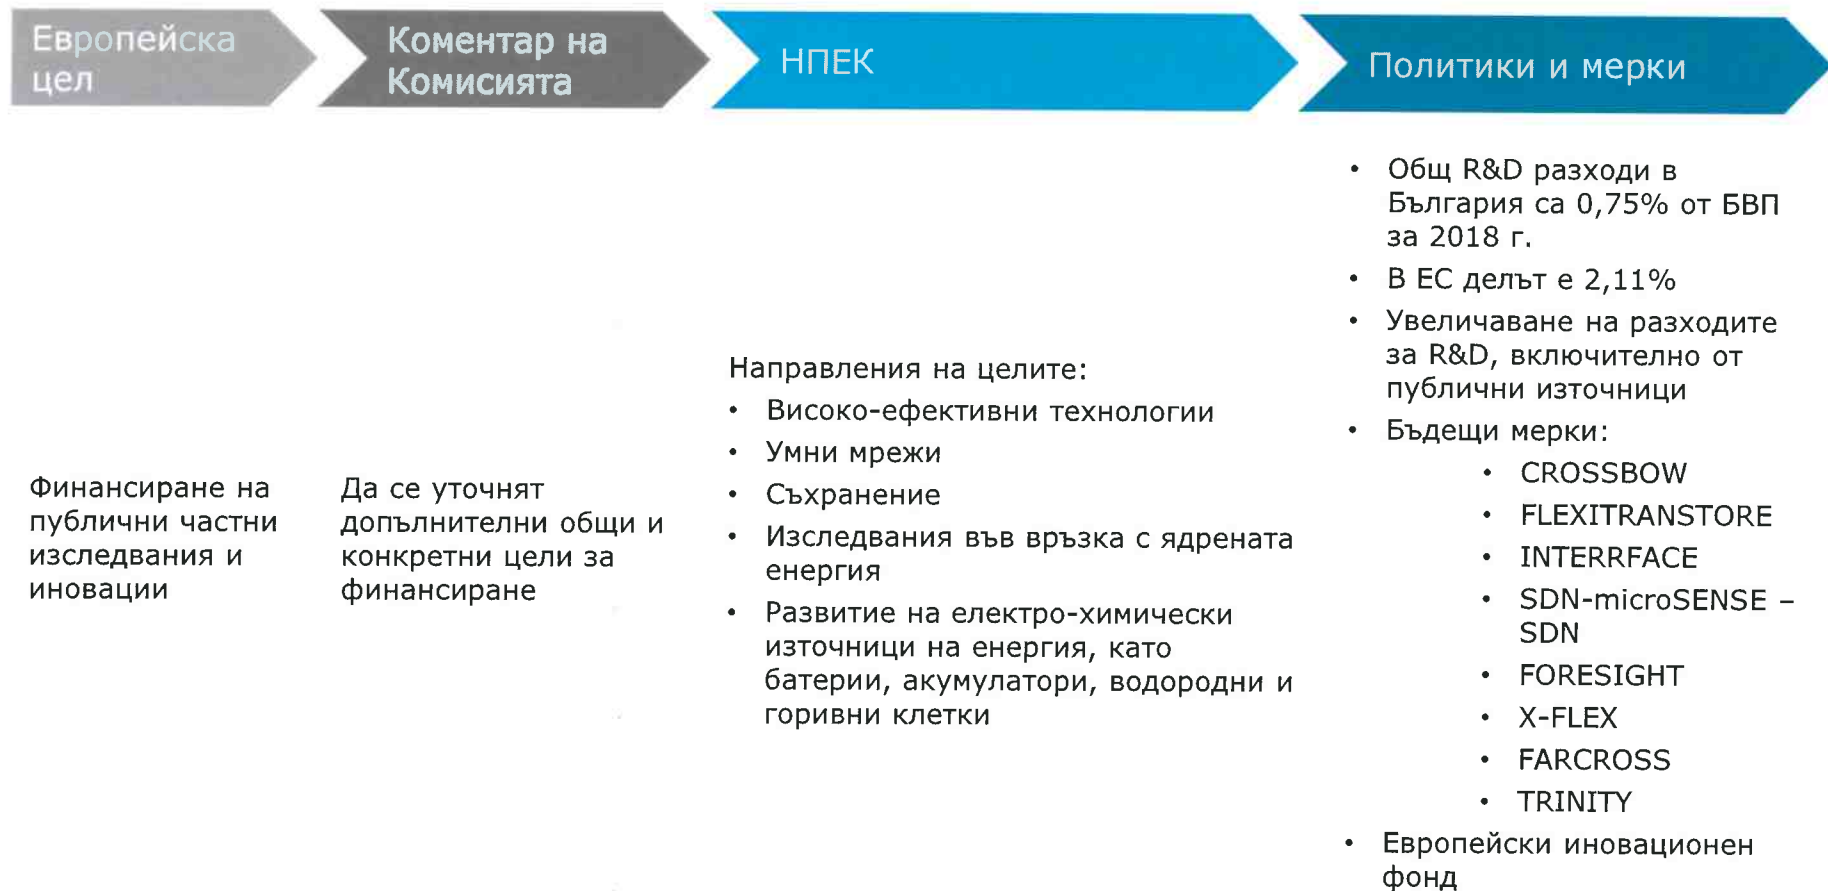 Европейска
цел
Коментар на
Комисията
НПЕК
Политики и мерки
Финансиране на
публични частни
изследвания и
иновации
Да се уточнят
допълнителни общи и
конкретни цели за
финансиране
Направления на целите:
• Високо-ефективни технологии
• Умни мрежи
• Съхранение
• Изследвания във връзка с ядрената
енергия
• Развитие на електро-химически
източници на енергия, като
батерии, акумулатори, водородни и
горивни клетки
• Общ R&D разходи в
България са 0,75% от БВП
за 2018 г.
• В ЕС делът е 2,11%
• Увеличаване на разходите
за R&D, включително от
публични източници
• Бъдещи мерки:
• CROSSBOW
• FLEXITRANSTORE
• INTERRFACE
• SDN-microSENSE –
SDN
• FORESIGHT
• X-FLEX
• FARCROSS
• TRINITY
• Европейски иновационен
фонд